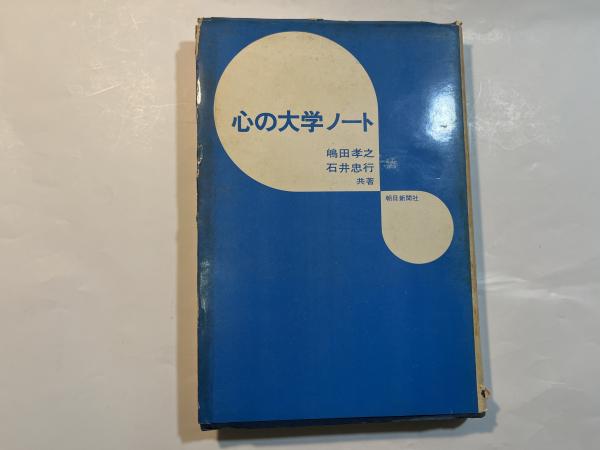 心の大学ノート
嶋田孝之
石井忠行
共著
朝日新聞社